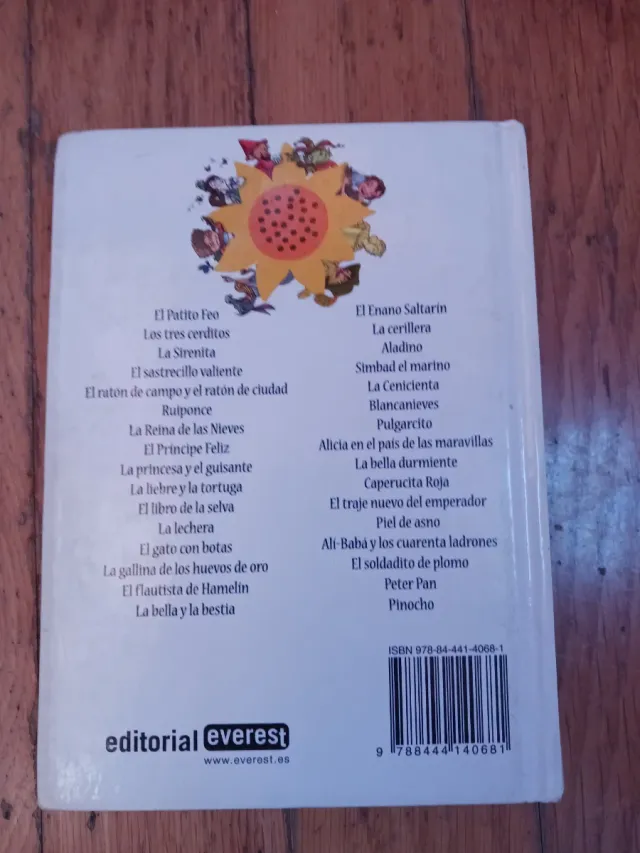 El Patito Feo
Los tres cerditos
La Sirenita
El sastrecillo valiente
El ratón de campo y el ratón de ciudad
Ruiponce
La Reina de las Nieves
El Príncipe Feliz
La princesa y el guisante
La liebre y la tortuga
El libro de la selva
La lechera
El gato con botas
La gallina de los huevos de oro
El flautista de Hamelín
La bella y la bestia
El Enano Saltarín
La cerillera
Aladino
Simbad el marino
La Cenicienta
Blancanieves
Pulgarcito
Alicia en el país de las maravillas
La bella durmiente
Caperucita Roja
El traje nuevo del emperador
Piel de asno
Alí-Babá y los cuarenta ladrones
El soldadito de plomo
Peter Pan
Pinocho
ISBN 978-84-441-4068-1
9 788444 140681
editorial everest
www.everest.es